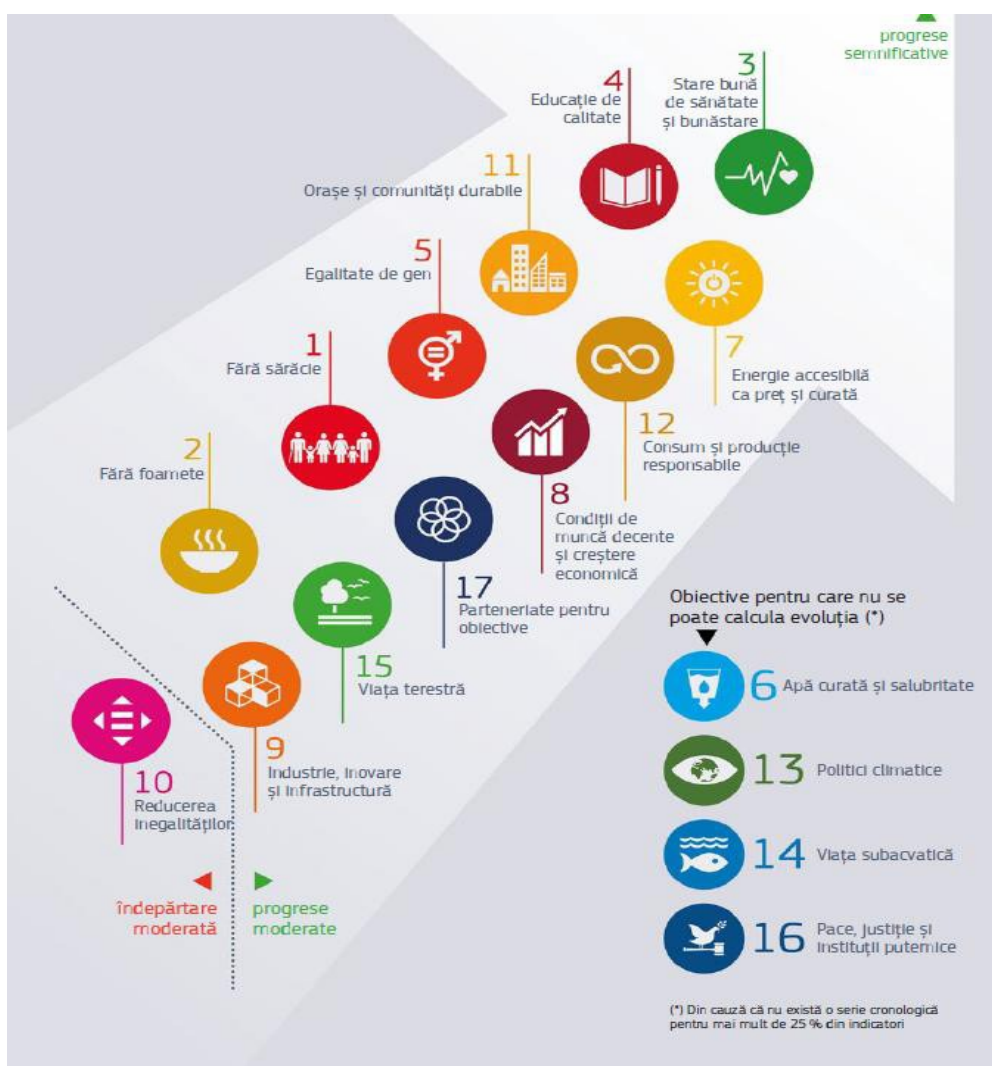 progrese
semnificative
3
Stare bună
de sănătate
și bunăstare
4
Educație de
calitate
11
Orașe și comunități durabile
5
Egalitate de gen
7
Energie accesibilă
ca preț și curată
1
Fără sărăcie
12
Consum și producție
responsabile
2
Fără foamete
8
Condiții de
muncă decente
și creștere
economică
17
Parteneriate pentru
obiective
15
Viața terestră
9
Industrie, inovare
și infrastructură
10
Reducerea
inegalităților
îndepărtare
moderată
progrese
moderate
Obiective pentru care nu se
poate calcula evoluția (*)
6 Apă curată și salubritate
13 Politici climatice
14 Viața subacvatică
16 Pace, justiție și
instituții puternice
(*) Din cauză că nu există o serie cronologică
pentru mai mult de 25 % din indicatori